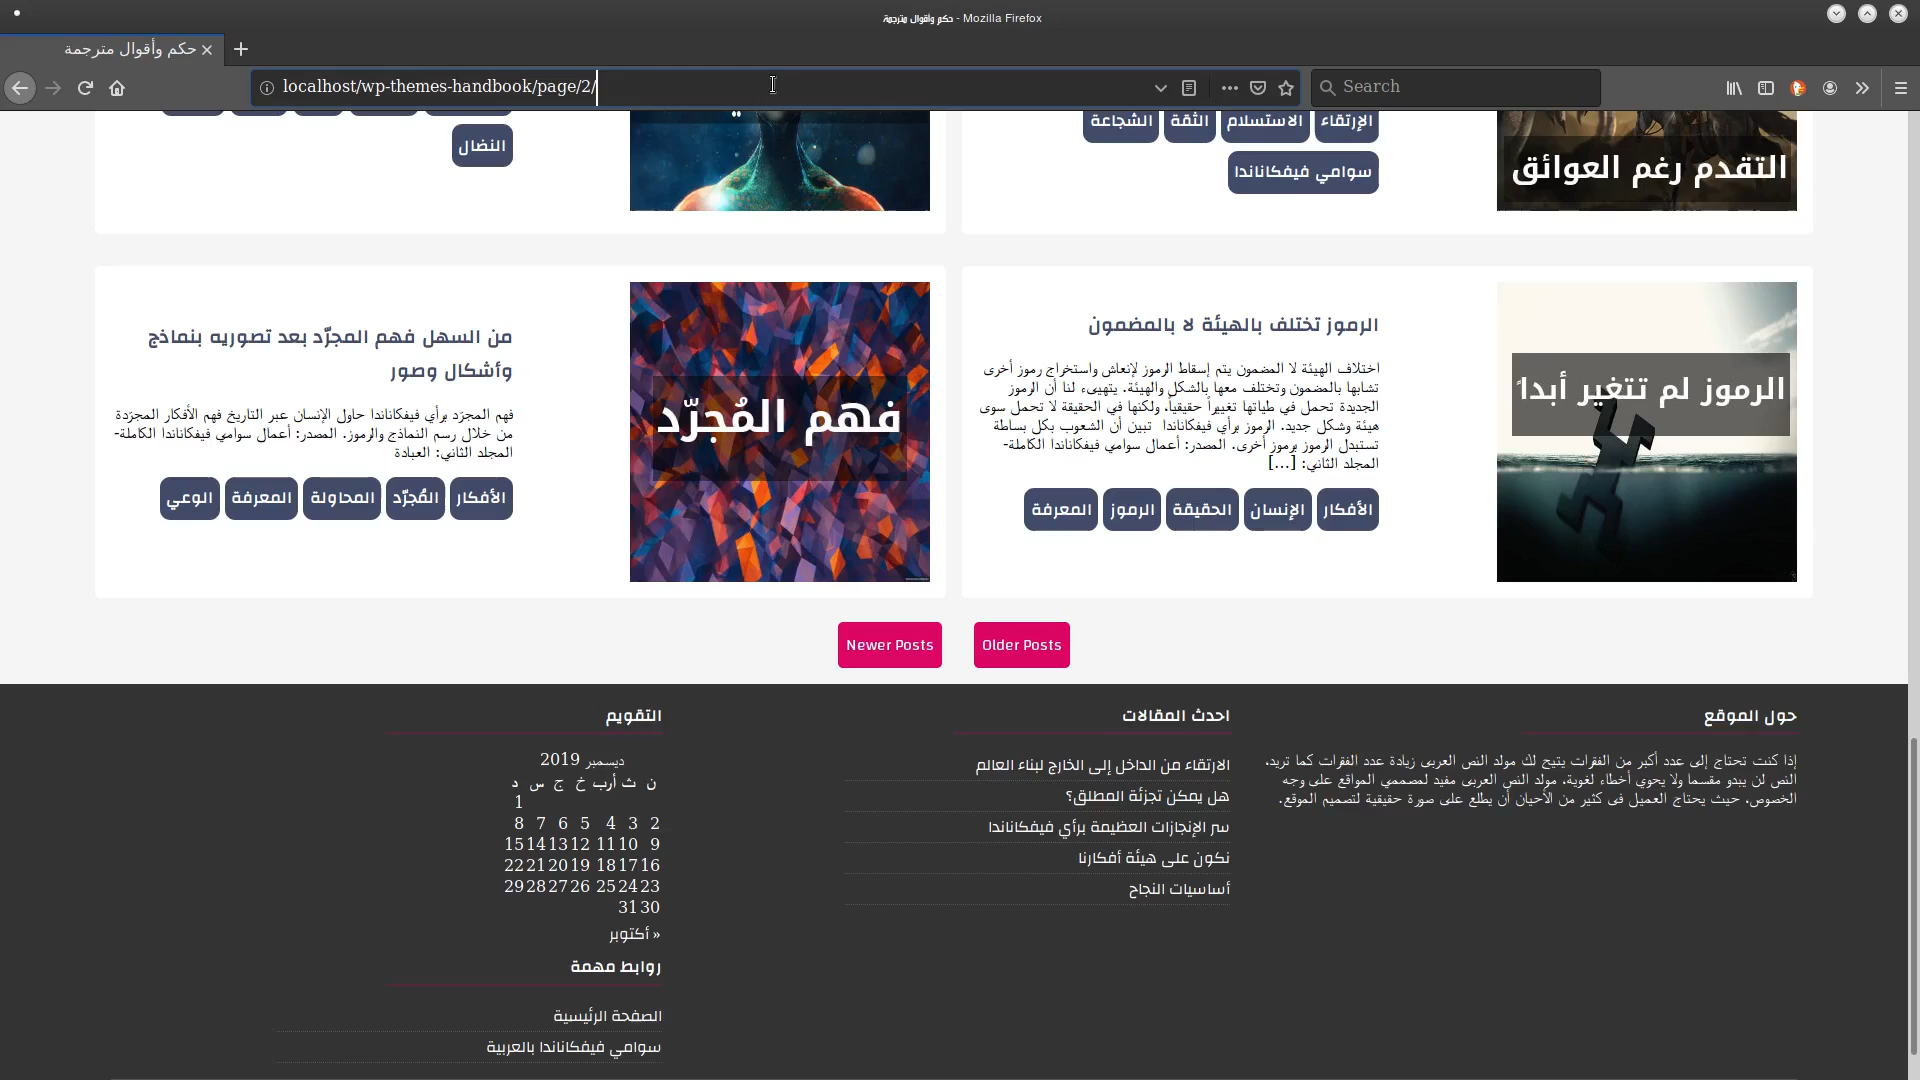 حكم وأقوال مترجمة - Mozilla Firefox
حكم وأقوال مترجمة
localhost/wp-themes-handbook/page/2/
Search
الإرتقاء
الاستسلام
الثقة
الشجاعة
سوامي فيفكاناندا
التقدم رغم العوائق
النضال
الرموز لم تتغير أبداً
الرموز تختلف بالهيئة لا بالمضمون
اختلاف الهيئة لا المضمون يتم إسقاط الرموز لإنعاش واستخراج رموز أخرى
تشابها بالمضمون وتختلف معها بالشكل والهيئة. يتهيىء لنا أن الرموز
الجديدة تحمل في طياتها تغييراً حقيقياً. ولكنها في الحقيقة لا تحمل سوى
هيئة وشكل جديد. الرموز برأي فيفكاناندا تبين أن الشعوب بكل بساطة
تستبدل الرموز برموز أخرى. المصدر: أعمال سوامي فيفكاناندا الكاملة-
المجلد الثاني: [...]
الأفكار
الإنسان
الحقيقة
الرموز
المعرفة
فهم المُجرّد
من السهل فهم المجرّد بعد تصوريه بنماذج
وأشكال وصور
فهم المجرّد برأي فيفكاناندا حاول الإنسان عبر التاريخ فهم الأفكار المجرّدة
من خلال رسم النماذج والرموز. المصدر: أعمال سوامي فيفكاناندا الكاملة-
المجلد الثاني: العبادة
الأفكار
المُجرّد
المحاولة
المعرفة
الوعي
Newer Posts
Older Posts
حول الموقع
إذا كنت تحتاج إلى عدد أكبر من الفقرات يتيح لك مولد النص العربى زيادة عدد الفقرات كما تريد،
النص لن يبدو مقسما ولا يحوي أخطاء لغوية، مولد النص العربى مفيد لمصممي المواقع على وجه
الخصوص، حيث يحتاج العميل فى كثير من الأحيان أن يطلع على صورة حقيقية لتصميم الموقع.
احدث المقالات
الارتقاء من الداخل إلى الخارج لبناء العالم
هل يمكن تجزئة المطلق؟
سر الإنجازات العظيمة برأي فيفكاناندا
نكون على هيئة أفكارنا
أساسيات النجاح
التقويم
ديسمبر 2019
ن ث أرب خ ج س د
1
2 3 4 5 6 7 8
9 10 11 12 13 14 15
16 17 18 19 20 21 22
23 24 25 26 27 28 29
30 31
« أكتوبر
روابط مهمة
الصفحة الرئيسية
سوامي فيفكاناندا بالعربية